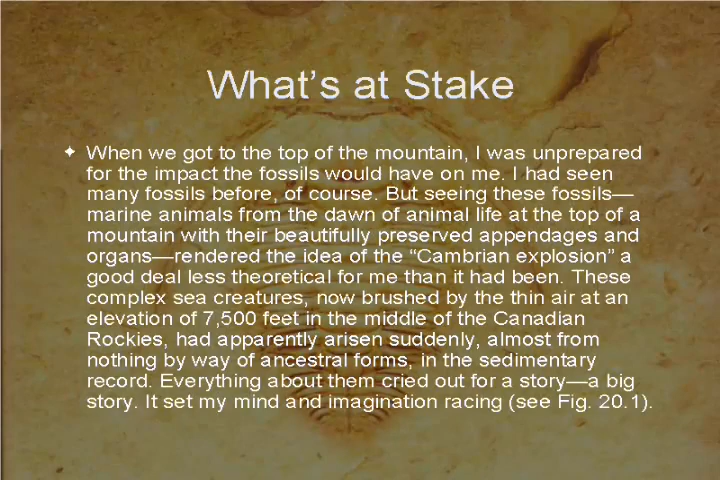 What's at Stake
When we got to the top of the mountain, I was unprepared
for the impact the fossils would have on me. I had seen
many fossils before, of course. But seeing these fossils—
marine animals from the dawn of animal life at the top of a
mountain with their beautifully preserved appendages and
organs—rendered the idea of the “Cambrian explosion” a
good deal less theoretical for me than it had been. These
complex sea creatures, now brushed by the thin air at an
elevation of 7,500 feet in the middle of the Canadian
Rockies, had apparently arisen suddenly, almost from
nothing by way of ancestral forms, in the sedimentary
record. Everything about them cried out for a story—a big
story. It set my mind and imagination racing (see Fig. 20.1).